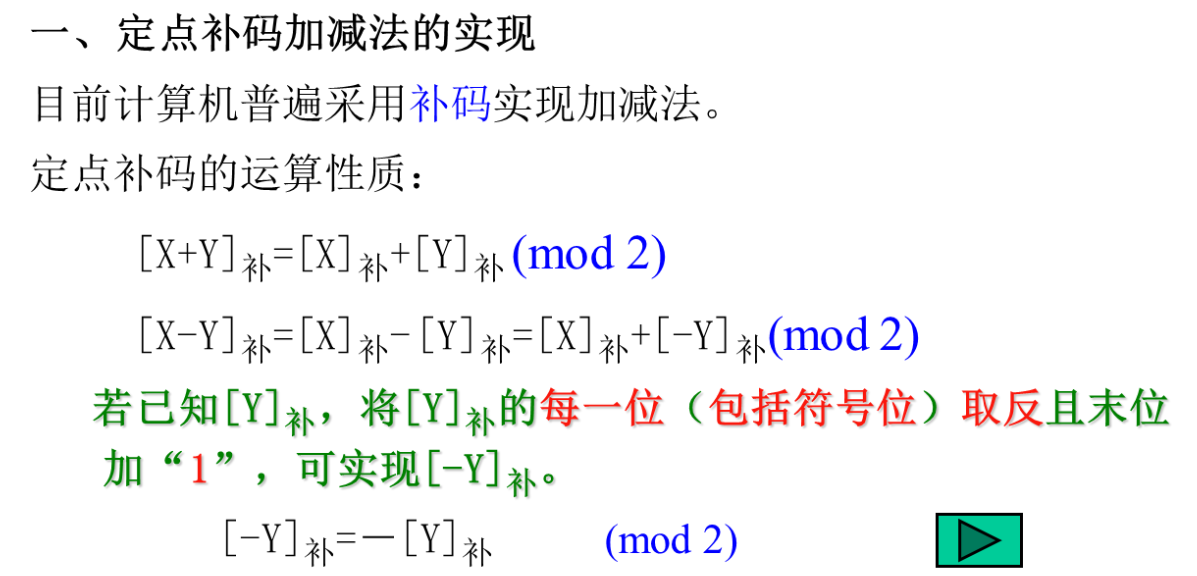 一、定点补码加减法的实现
目前计算机普遍采用补码实现加减法。
定点补码的运算性质：
[X+Y]补=[X]补+[Y]补 (mod 2)
[X-Y]补=[X]补-[Y]补=[X]补+[-Y]补(mod 2)
若已知[Y]补，将[Y]补的每一位（包括符号位）取反且末位
加“1”，可实现[-Y]补。
[-Y]补=－[Y]补 (mod 2)